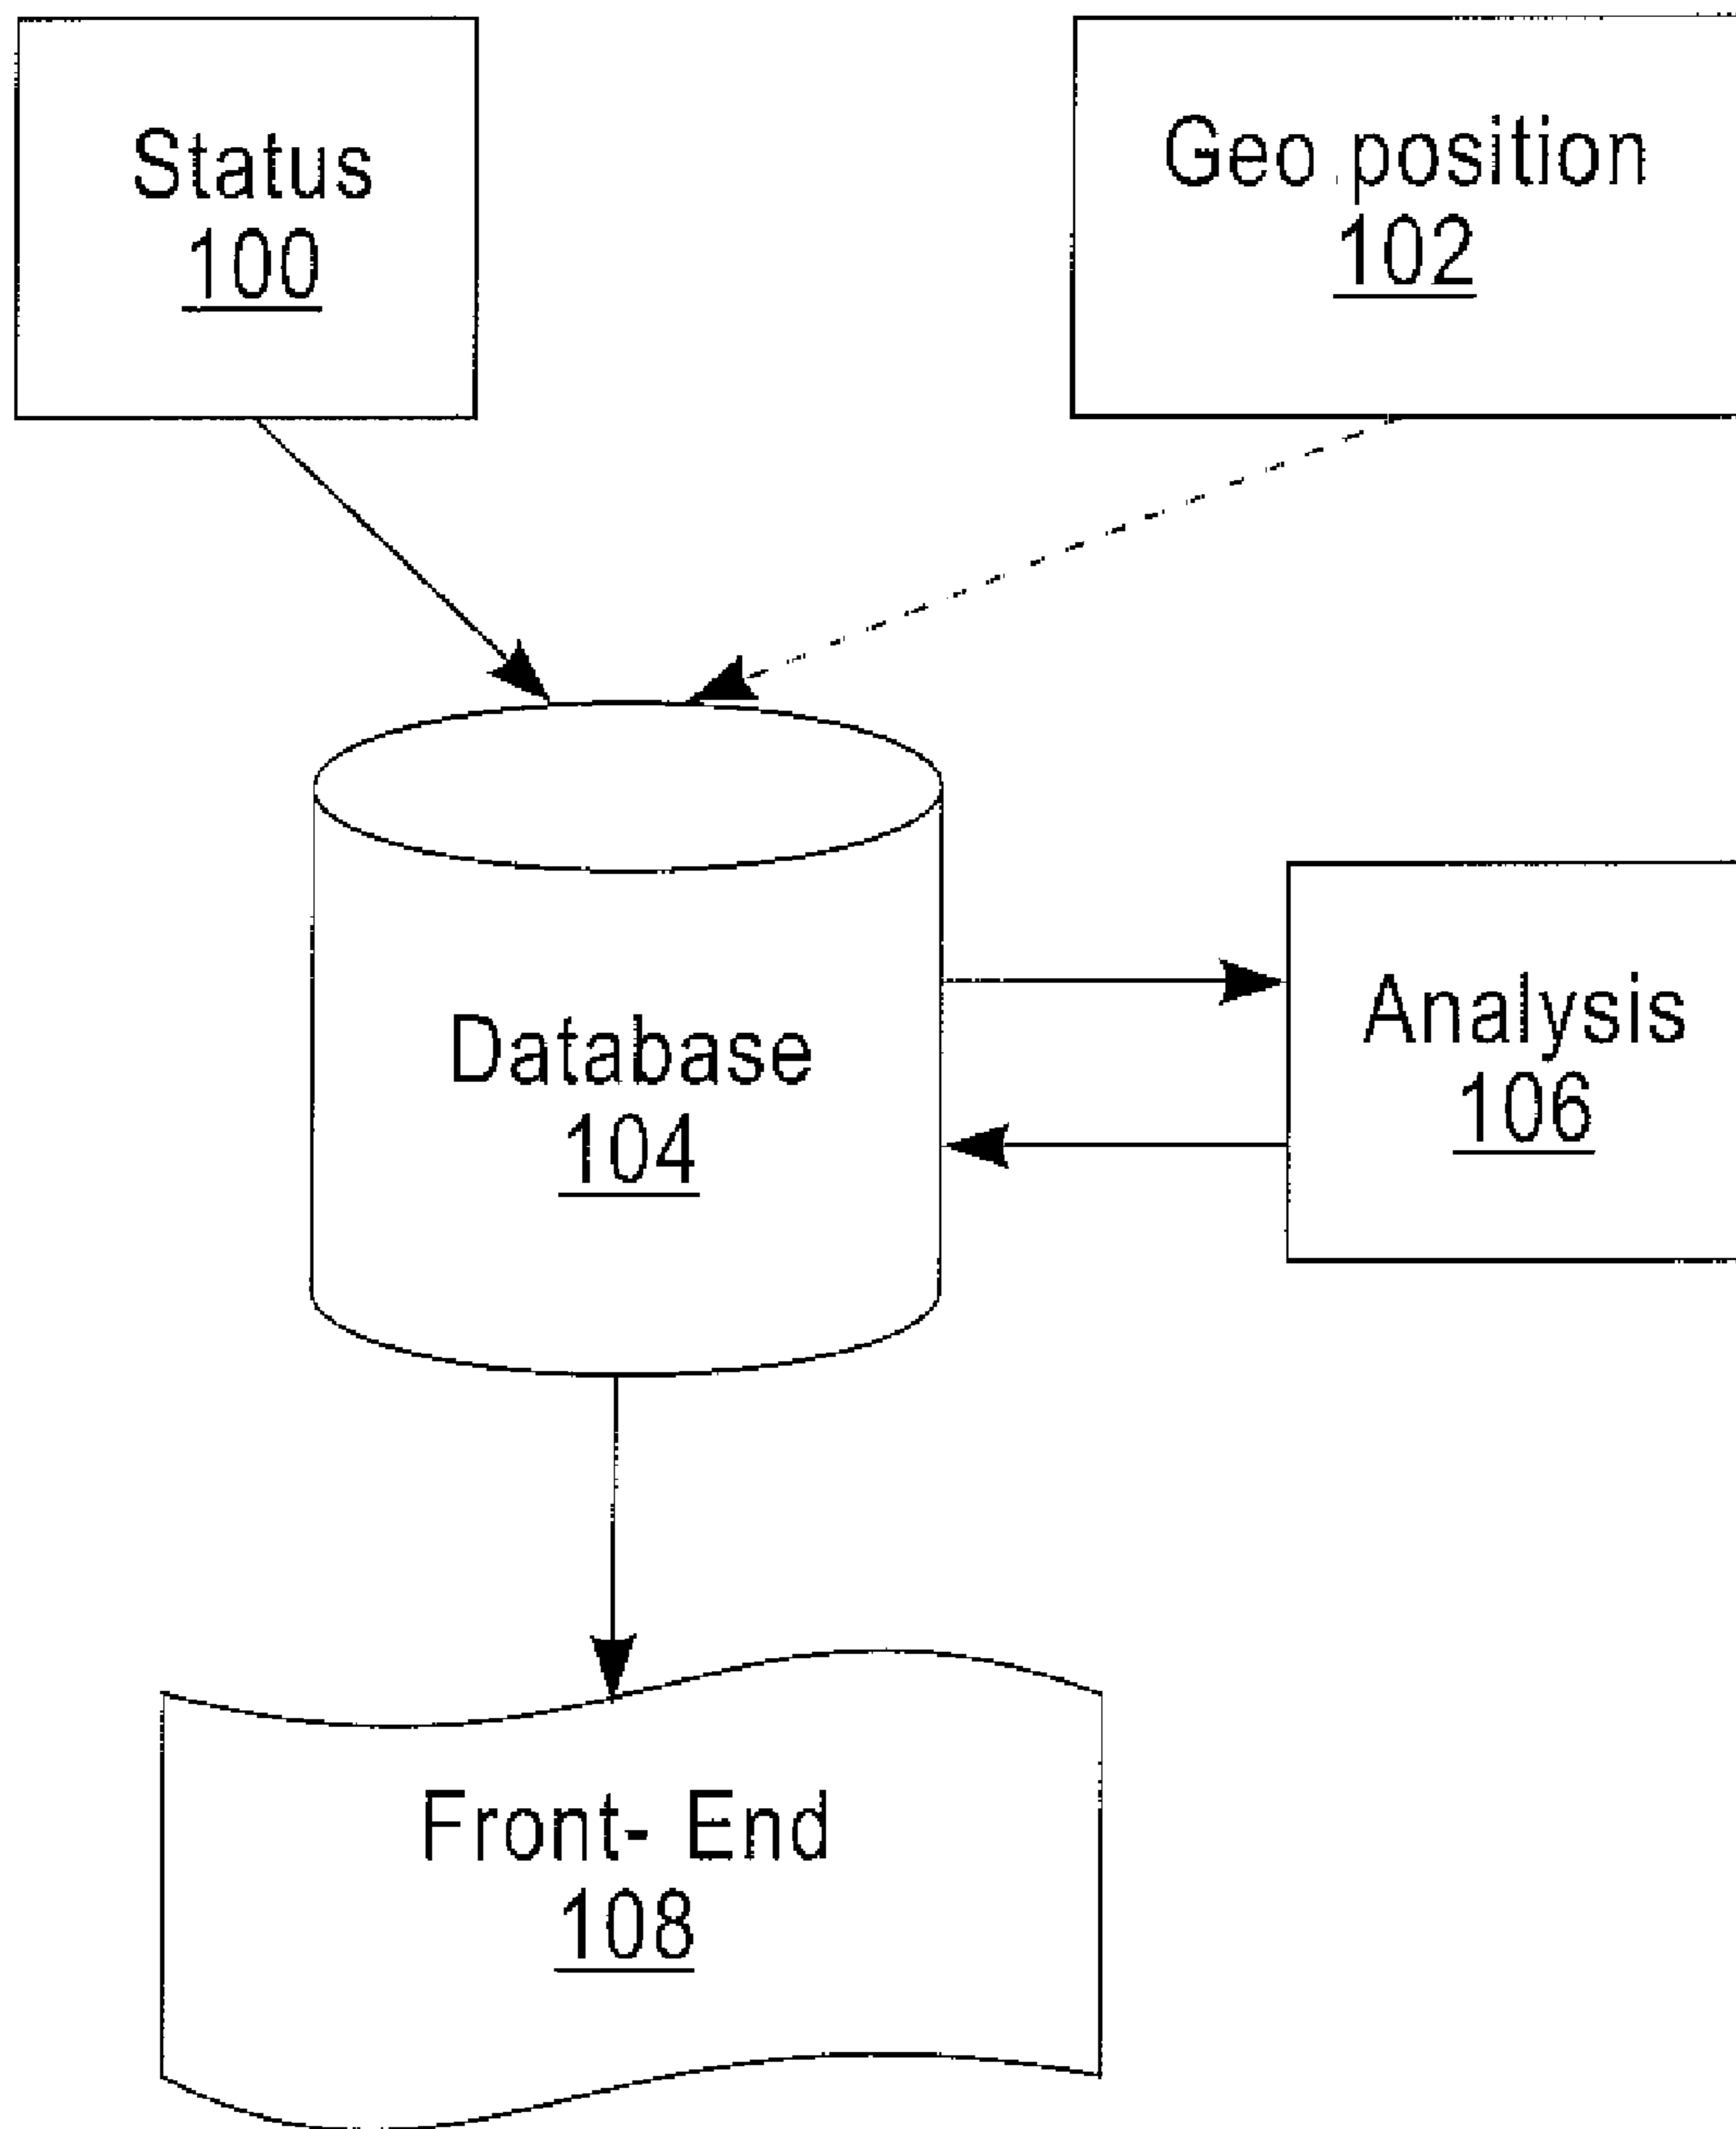 Status
100
Geo position
102
Database
104
Analysis
106
Front- End
108